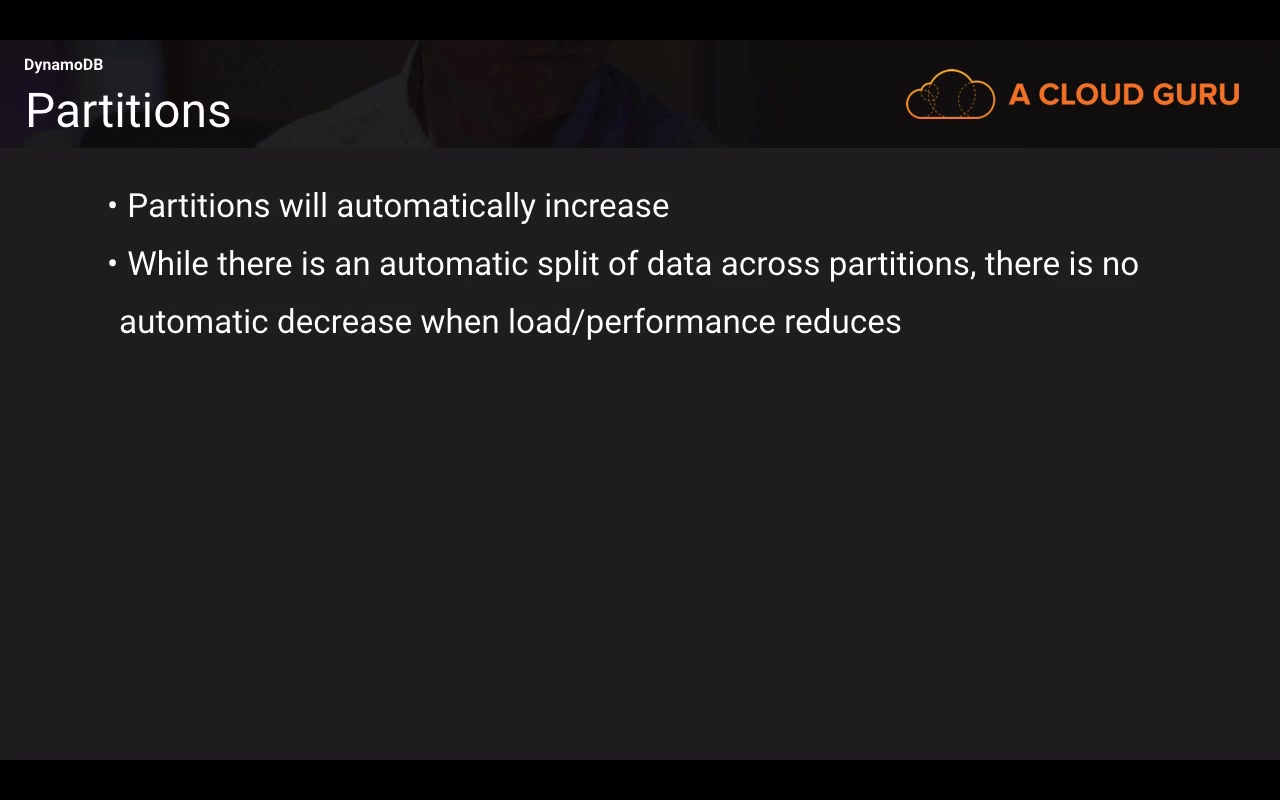 DynamoDB
Partitions
A CLOUD GURU
• Partitions will automatically increase
• While there is an automatic split of data across partitions, there is no
automatic decrease when load/performance reduces